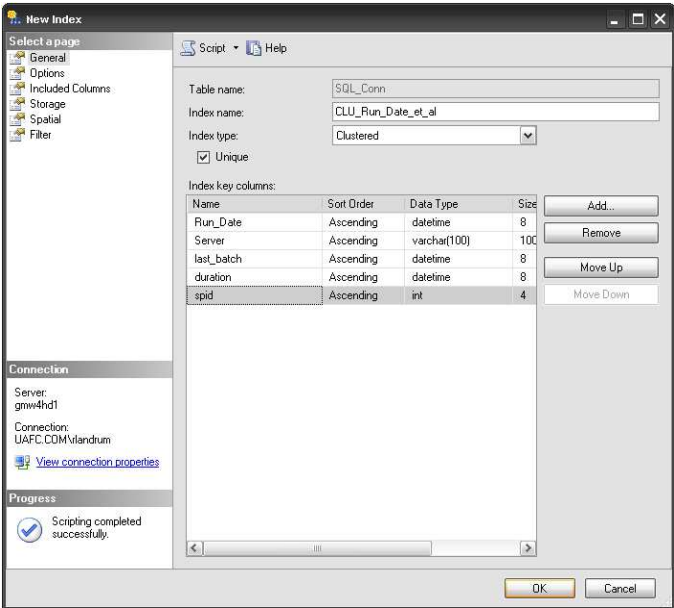 New Index
Select a page
General
Options
Included Columns
Storage
Spatial
Filter
Script Help
Table name: SQL_Conn
Index name: CLU_Run_Date_et_al
Index type: Clustered
Unique
Index key columns:
Name Sort Order Data Type Size
Run_Date Ascending datetime 8
Server Ascending varchar(100) 100
last_batch Ascending datetime 8
duration Ascending datetime 8
spid Ascending int 4
Add...
Remove
Move Up
Move Down
Connection
Server:
gmw4hd1
Connection:
UAFC.COM\rlandrum
View connection properties
Progress
Scripting completed
successfully.
OK Cancel